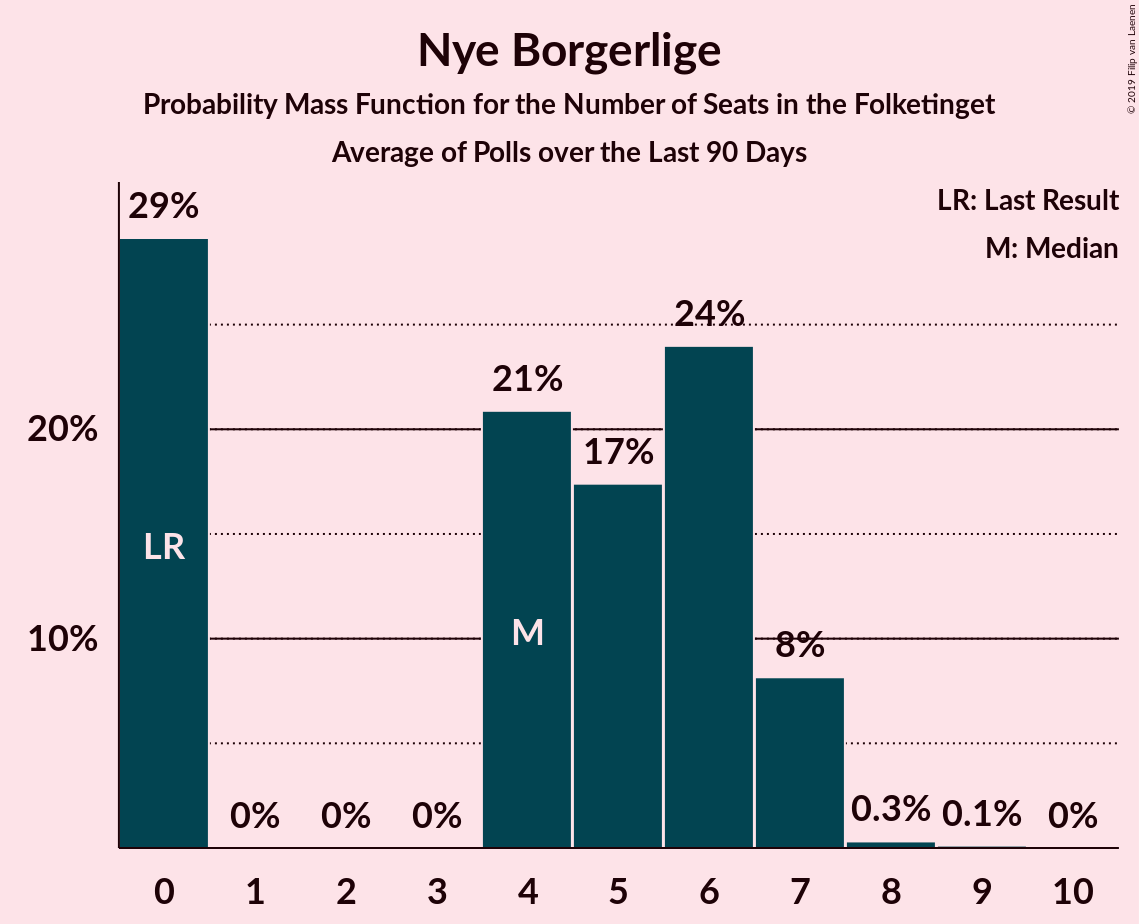 Nye Borgerlige
Probability Mass Function for the Number of Seats in the Folketinget
Average of Polls over the Last 90 Days
© 2019 Filip van Laenen
LR: Last Result
M: Median
29%
24%
21%
20%
17%
LR
M
10%
8%
0% 0% 0% 0.3% 0.1% 0%
0 1 2 3 4 5 6 7 8 9 10